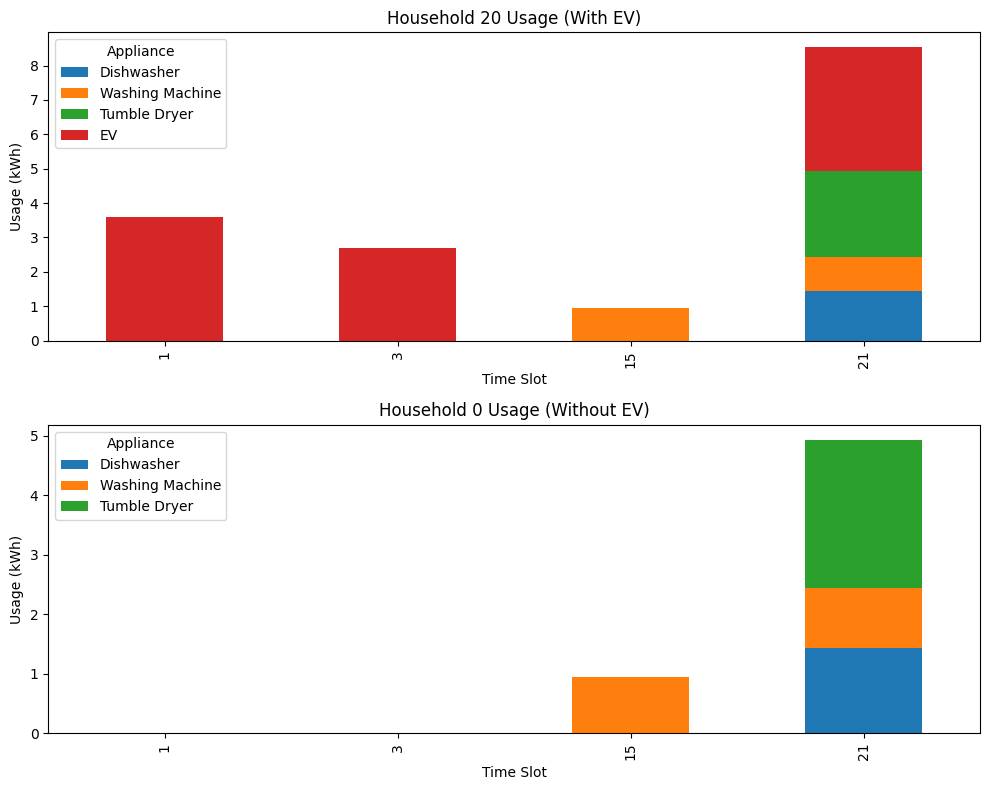 Household 20 Usage (With EV)
Appliance
Dishwasher
Washing Machine
Tumble Dryer
EV
Usage (kWh)
8
7
6
5
4
3
2
1
0
1
3
15
21
Time Slot
Household 0 Usage (Without EV)
Appliance
Dishwasher
Washing Machine
Tumble Dryer
Usage (kWh)
5
4
3
2
1
0
1
3
15
21
Time Slot